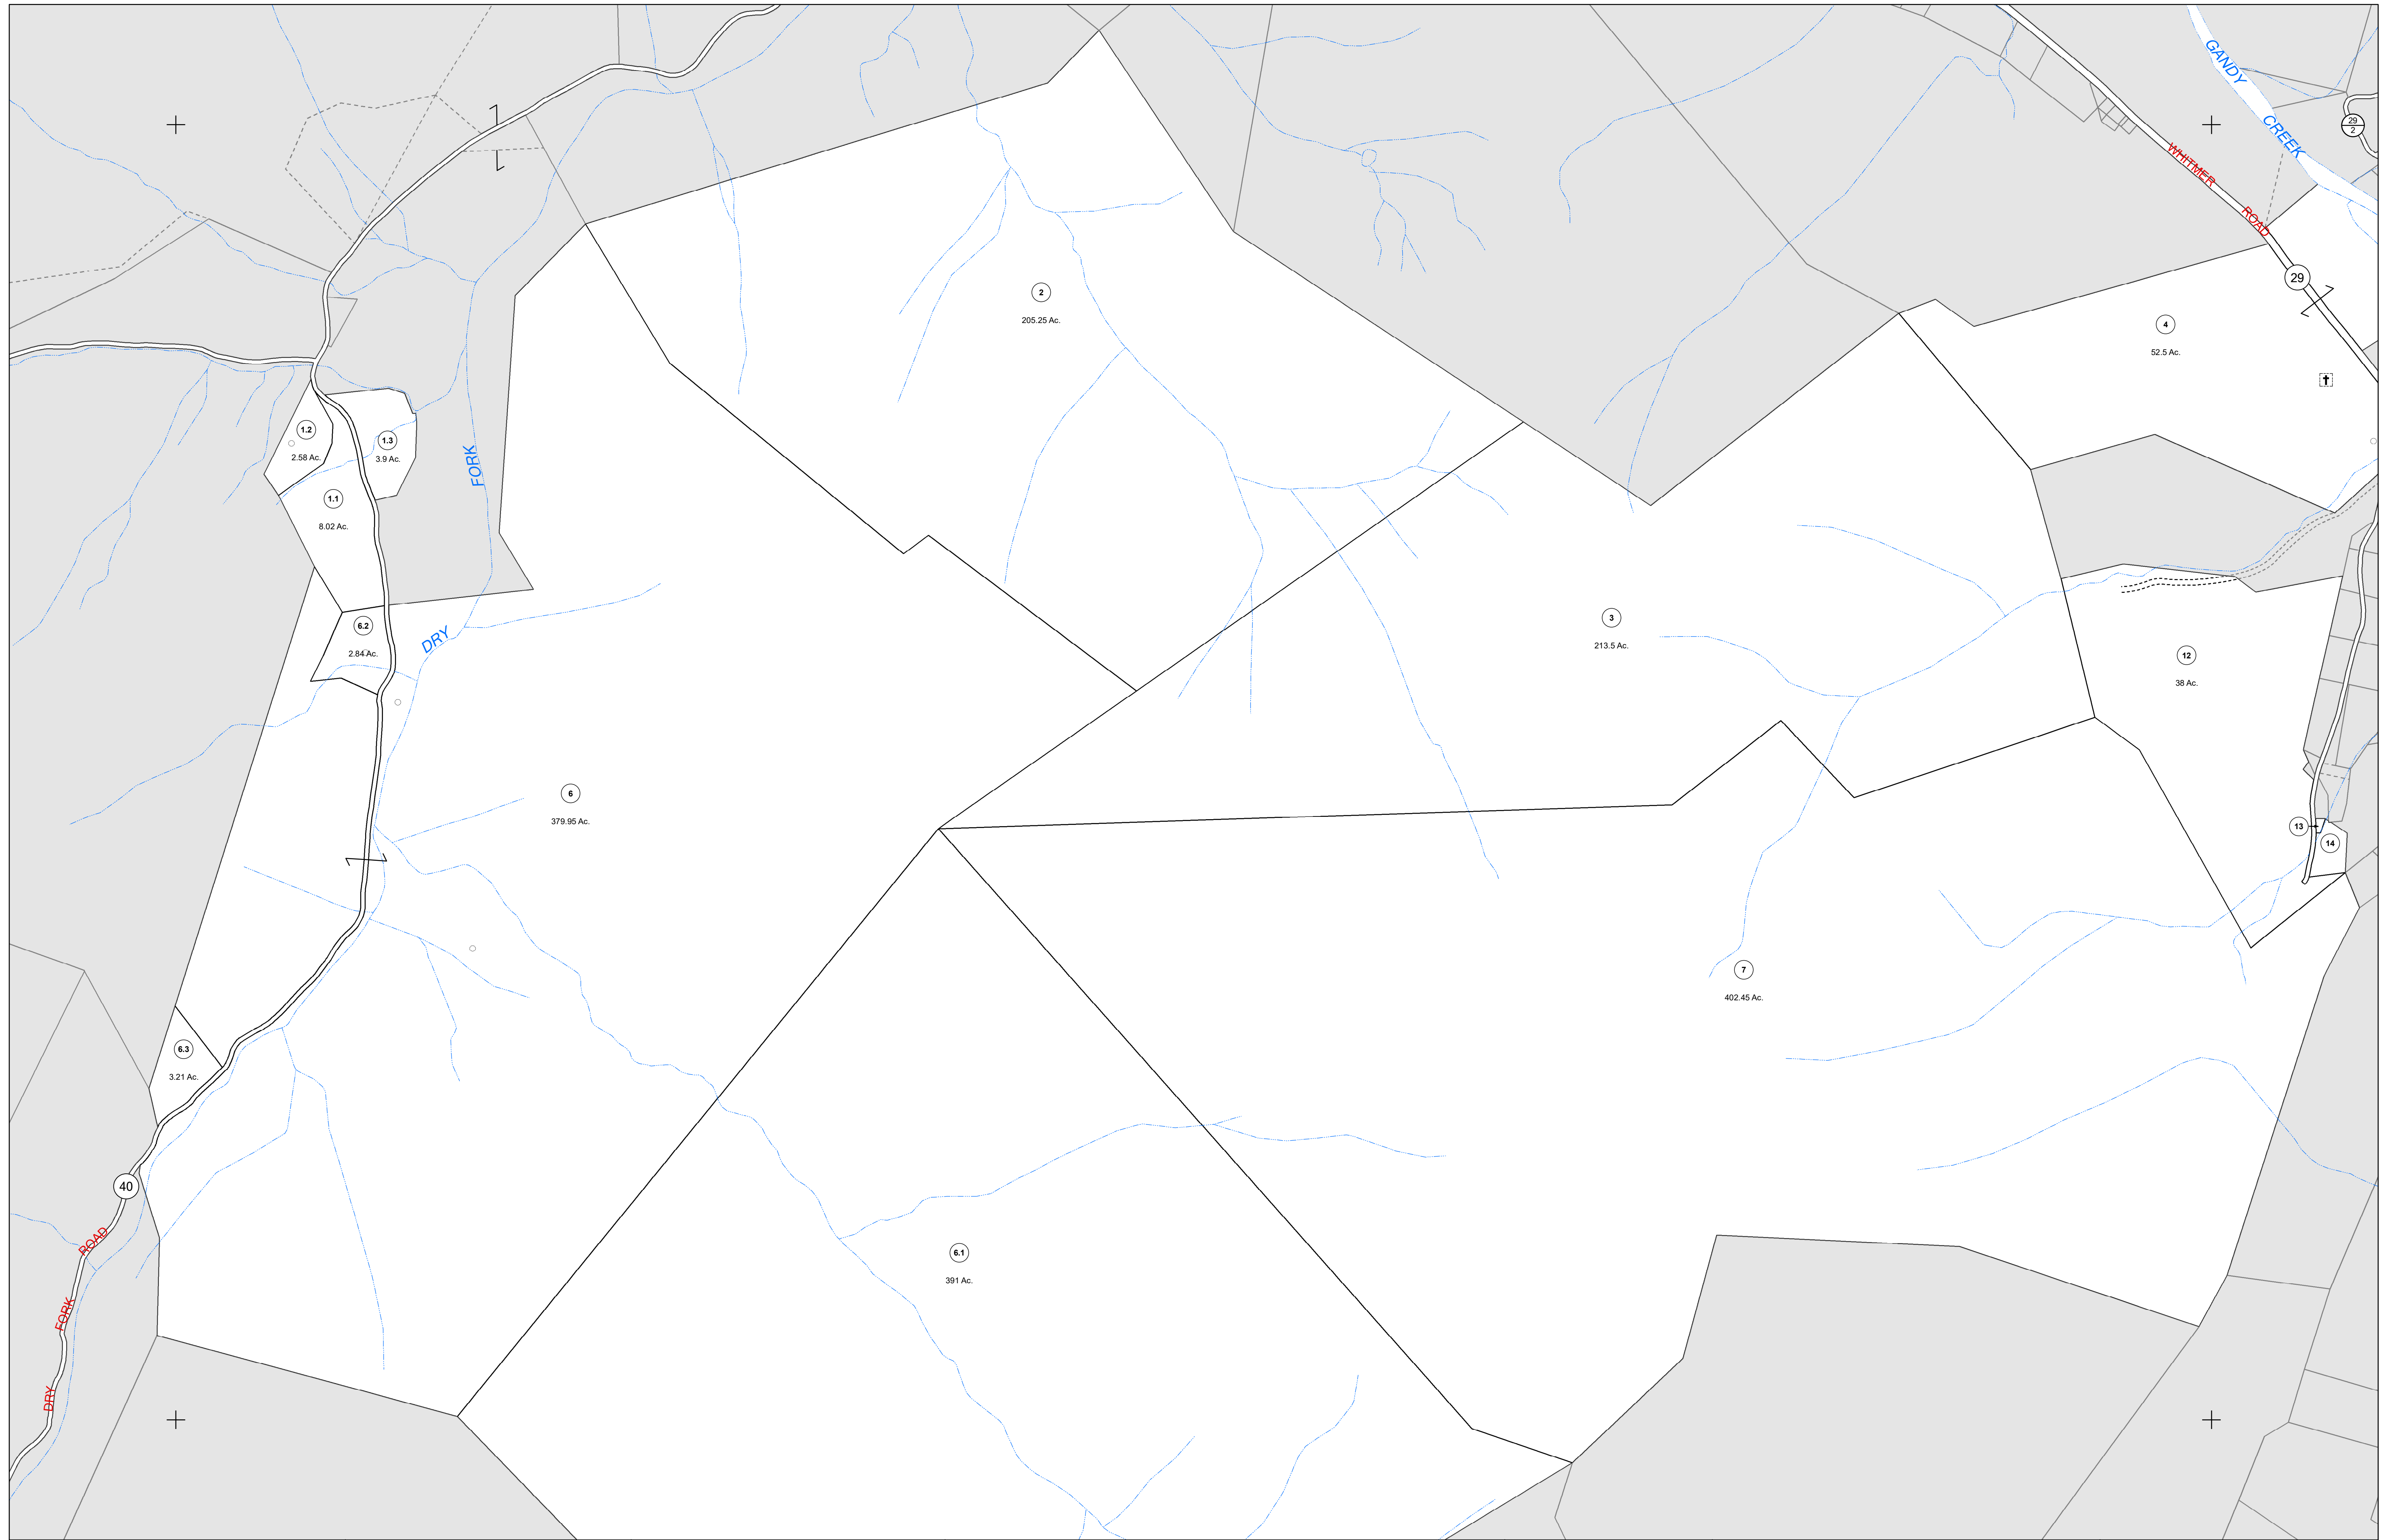 GANDY
CREEK
29
2
WHITMER
ROAD
29
2
205.25 Ac.
4
52.5 Ac.
1.2
2.58 Ac.
1.3
3.9 Ac.
FORK
1.1
8.02 Ac.
6.2
2.84 Ac.
DRY
3
213.5 Ac.
12
38 Ac.
6
379.95 Ac.
13
14
7
402.45 Ac.
6.3
3.21 Ac.
40
ROAD
FORK
DRY
6.1
391 Ac.